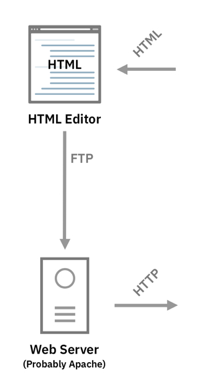 HTML
HTML
HTML Editor
FTP
HTTP
Web Server
(Probably Apache)